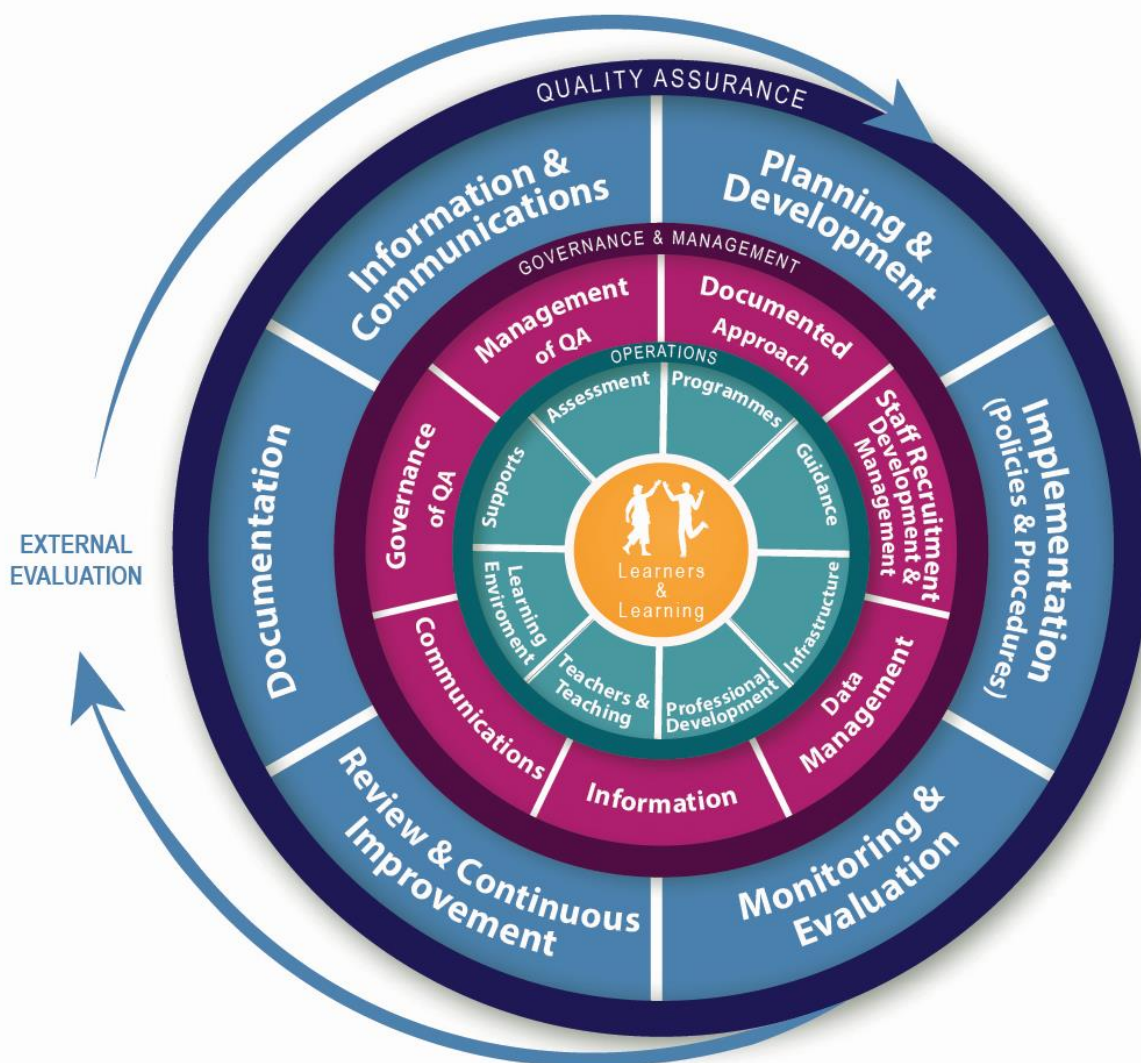 QUALITY ASSURANCE
Planning &
Development
Implementation
(Policies & Procedures)
Monitoring &
Evaluation
Review & Continuous
Improvement
Documentation
Information &
Communications
GOVERNANCE & MANAGEMENT
Documented
Approach
Staff Recruitment
Development &
Management
Data
Management
Information
Communications
Governance
of QA
Management
of QA
OPERATIONS
Programmes
Guidance
Infrastructure
Professional
Development
Teachers &
Teaching
Learning
Enviroment
Supports
Assessment
Learners
&
Learning
EXTERNAL
EVALUATION